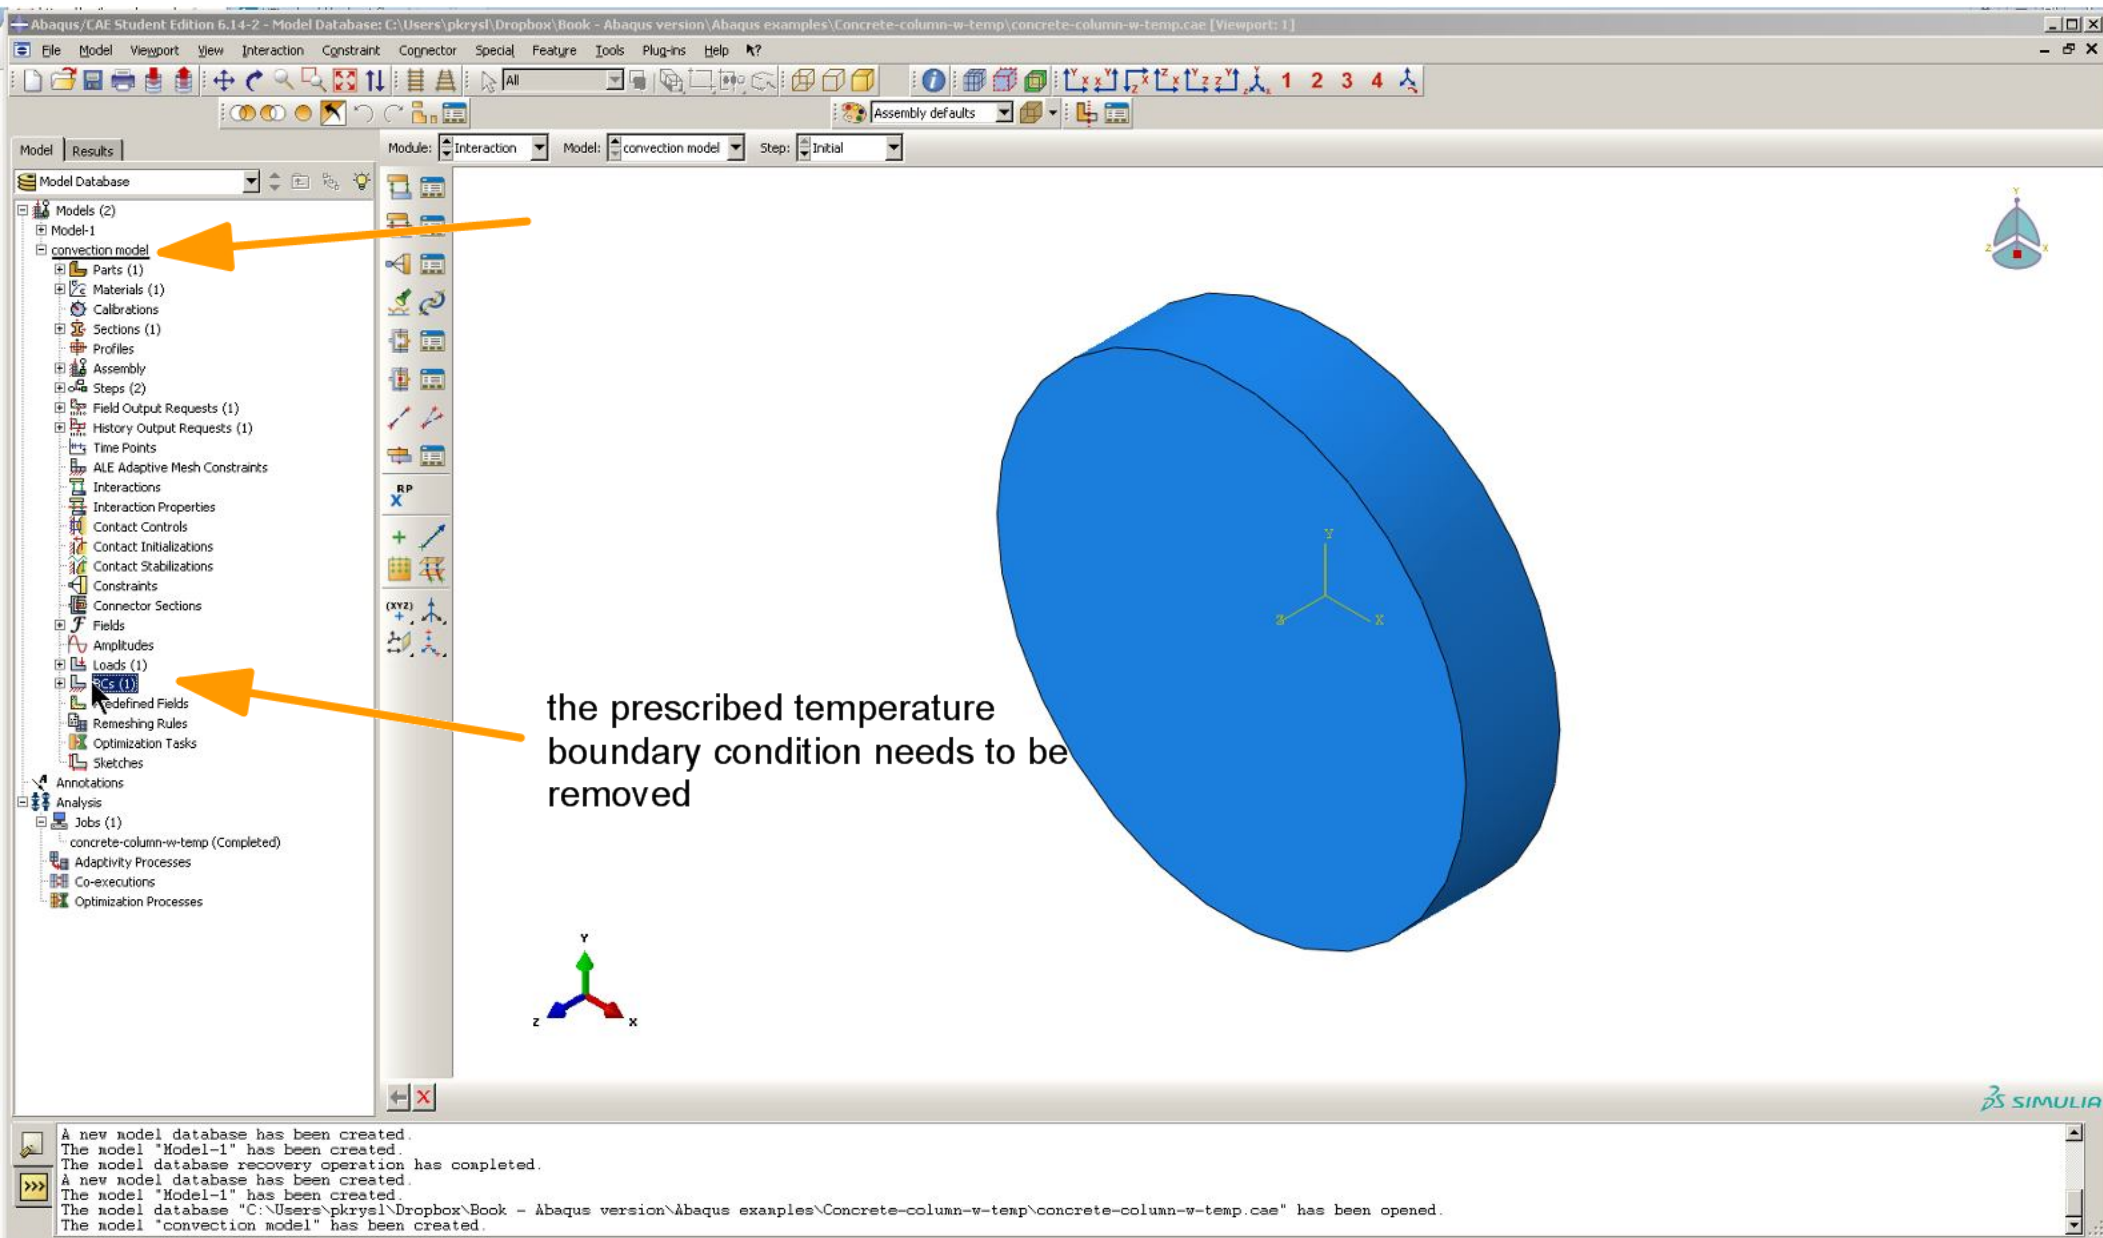 Abaqus/CAE Student Edition 6.14-2 - Model Database: C:\Users\pkrysl\Dropbox\Book - Abaqus version\Abaqus examples\Concrete-column-w-temp\concrete-column-w-temp.cae [Viewport: 1]
File Model Viewport View Interaction Constraint Connector Special Feature Tools Plug-ins Help
All
1 2 3 4
Assembly defaults
Model Results
Module: Interaction Model: convection model Step: Initial
Model Database
Models (2)
Model-1
convection model
Parts (1)
Materials (1)
Calibrations
Sections (1)
Profiles
Assembly
Steps (2)
Field Output Requests (1)
History Output Requests (1)
Time Points
ALE Adaptive Mesh Constraints
Interactions
Interaction Properties
Contact Controls
Contact Initializations
Contact Stabilizations
Constraints
Connector Sections
Fields
Amplitudes
Loads (1)
BCs (1)
Predefined Fields
Remeshing Rules
Optimization Tasks
Sketches
Annotations
Analysis
Jobs (1)
concrete-column-w-temp (Completed)
Adaptivity Processes
Co-executions
Optimization Processes
RP
(XYZ)
the prescribed temperature
boundary condition needs to be
removed
Y
Z X
Y
Z X
Y
Z X
SIMULIA
A new model database has been created.
The model "Model-1" has been created.
The model database recovery operation has completed.
A new model database has been created.
The model "Model-1" has been created.
The model database "C:\Users\pkrysl\Dropbox\Book - Abaqus version\Abaqus examples\Concrete-column-w-temp\concrete-column-w-temp.cae" has been opened.
The model "convection model" has been created.